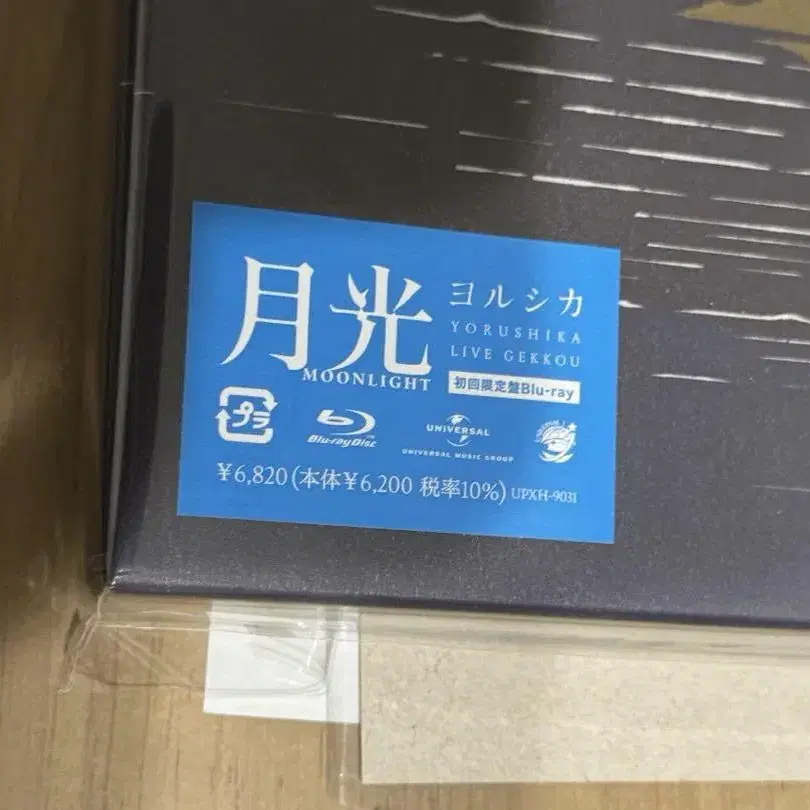 月光
MOONLIGHT
ヨルシカ
YORUSHIKA
LIVE GEKKOU
初回限定盤Blu-ray
プラ
Blu-ray Disc
UNIVERSAL
UNIVERSAL MUSIC GROUP
¥6,820(本体¥6,200 税率10%) UPXH-9031